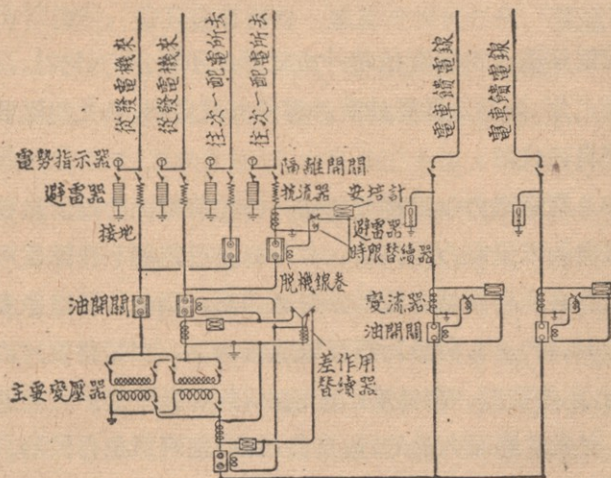 從發電機來
從發電機來
往次一配電所去
往次一配電所去
電車饋電線
電車饋電線
電勢指示器
避雷器
接地
隔離開關
抗流器
安培計
避雷器
時限替續器
脫機線卷
油開關
變流器
油開關
差作用
替續器
主要變壓器